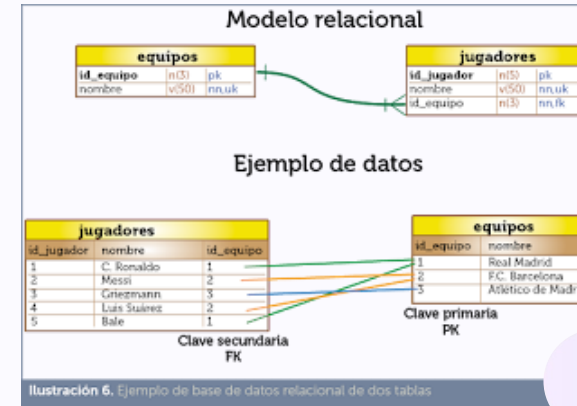 Modelo relacional
equipos
id_equipo n(3) pk
nombre v(50) nn,uk
jugadores
id_jugador n(5) pk
nombre v(50) nn,uk
id_equipo n(3) nn,fk
Ejemplo de datos
jugadores
id_jugador nombre id_equipo
1 C. Ronaldo 1
2 Messi 2
3 Griezmann 3
4 Luis Suárez 2
5 Bale 1
Clave secundaria
FK
equipos
id_equipo nombre
1 Real Madrid
2 F.C. Barcelona
3 Atlético de Madr
Clave primaria
PK
Ilustración 6. Ejemplo de base de datos relacional de dos tablas